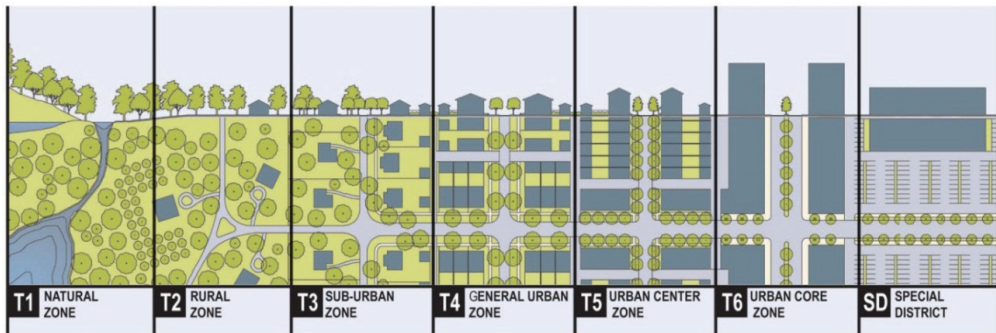 T1 NATURAL
ZONE
T2 RURAL
ZONE
T3 SUB-URBAN
ZONE
T4 GENERAL URBAN
ZONE
T5 URBAN CENTER
ZONE
T6 URBAN CORE
ZONE
SD SPECIAL
DISTRICT